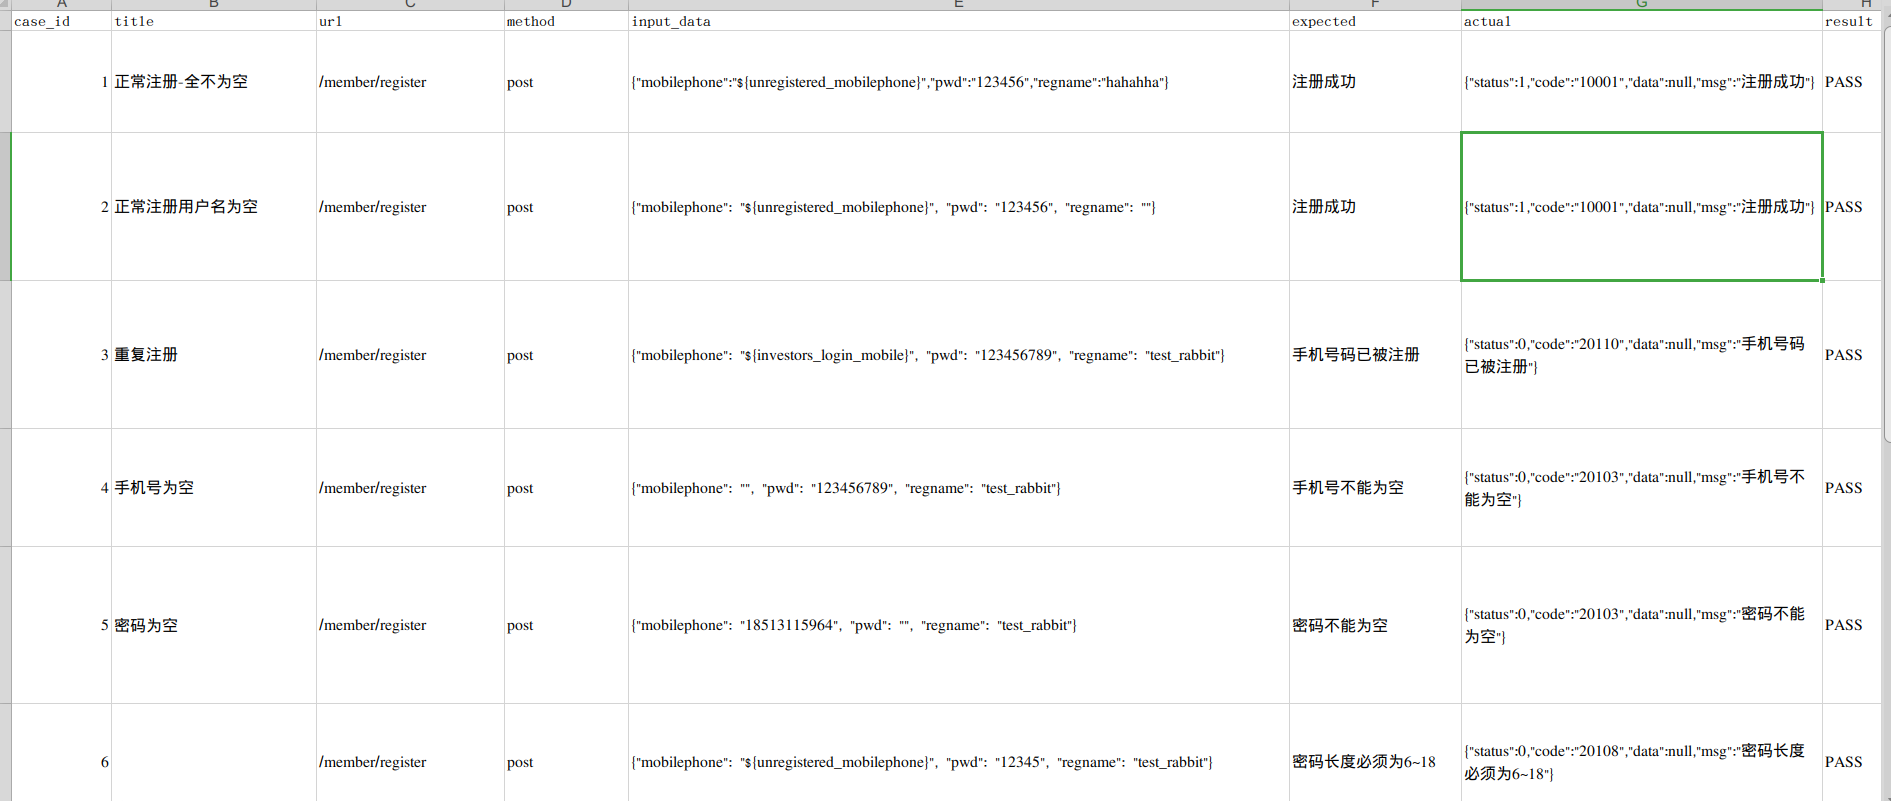 A B C D E F G H
case_id title url method input_data expected actual result
1 正常注册-全不为空 /member/register post {"mobilephone":"${unregistered_mobilephone}","pwd":"123456","regname":"hahahha"} 注册成功 {"status":1,"code":"10001","data":null,"msg":"注册成功"} PASS
2 正常注册用户名为空 /member/register post {"mobilephone": "${unregistered_mobilephone}", "pwd": "123456", "regname": ""} 注册成功 {"status":1,"code":"10001","data":null,"msg":"注册成功"} PASS
3 重复注册 /member/register post {"mobilephone": "${investors_login_mobile}", "pwd": "123456789", "regname": "test_rabbit"} 手机号码已被注册 {"status":0,"code":"20110","data":null,"msg":"手机号码
已被注册"} PASS
4 手机号为空 /member/register post {"mobilephone": "", "pwd": "123456789", "regname": "test_rabbit"} 手机号不能为空 {"status":0,"code":"20103","data":null,"msg":"手机号不
能为空"} PASS
5 密码为空 /member/register post {"mobilephone": "18513115964", "pwd": "", "regname": "test_rabbit"} 密码不能为空 {"status":0,"code":"20103","data":null,"msg":"密码不能
为空"} PASS
6 /member/register post {"mobilephone": "${unregistered_mobilephone}", "pwd": "12345", "regname": "test_rabbit"} 密码长度必须为6~18 {"status":0,"code":"20108","data":null,"msg":"密码长度
必须为6~18"} PASS